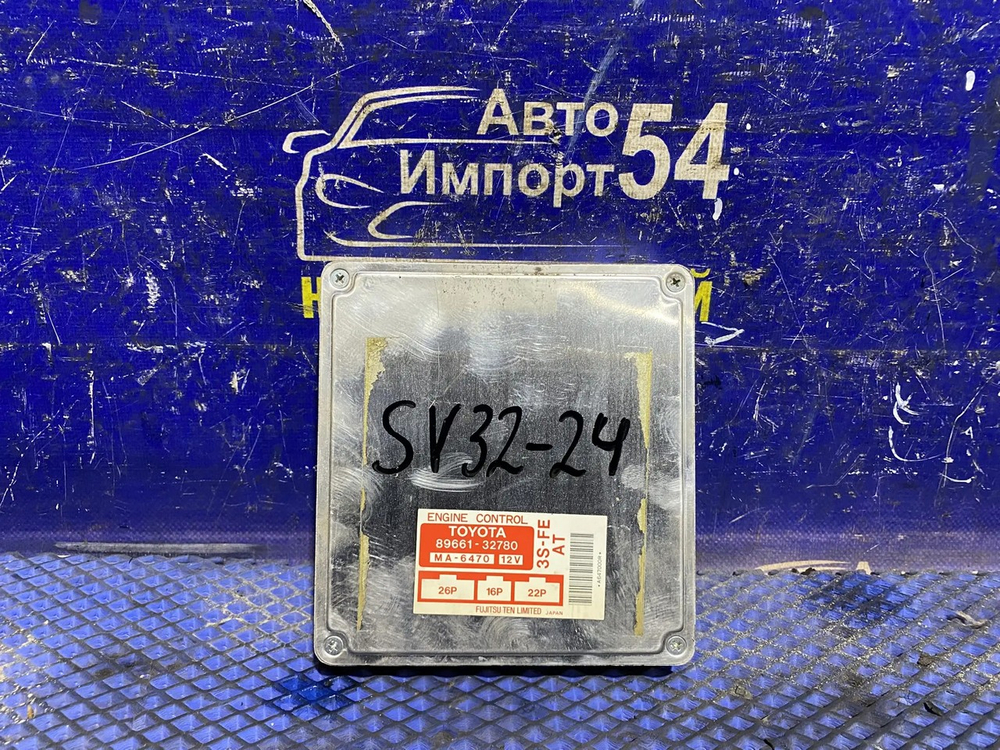 Авто
Импорт54
SV32-24
ENGINE CONTROL
TOYOTA
89661-32780
MA-6470 12V
3S-FE
AT
26P 16P 22P
FUJITSU TEN LIMITED JAPAN